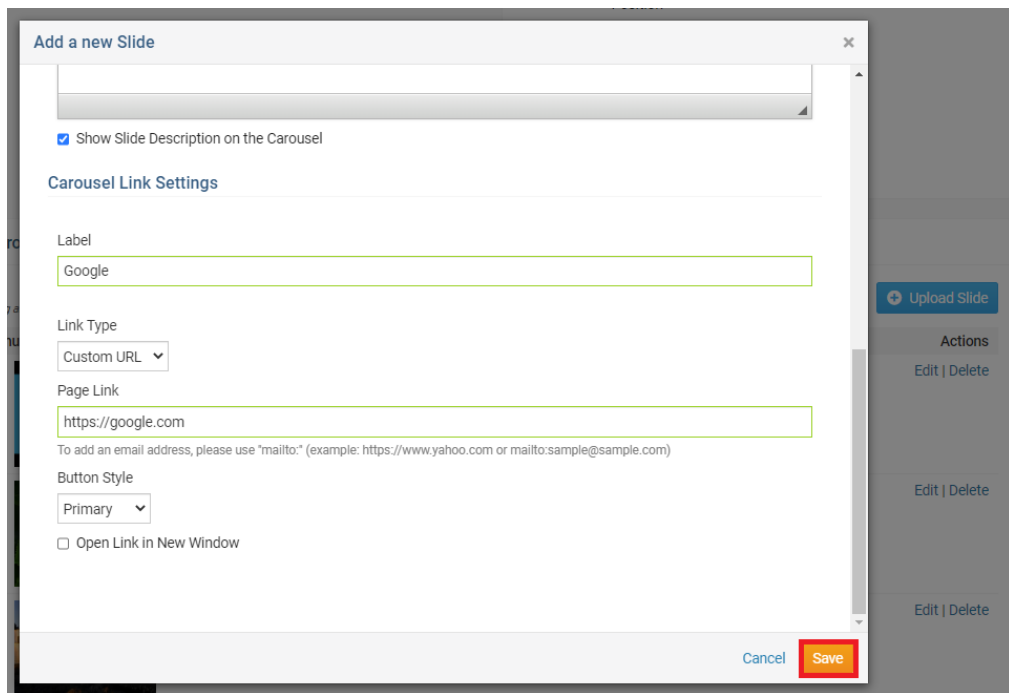 Add a new Slide
×
Show Slide Description on the Carousel
Carousel Link Settings
Label
Google
Upload Slide
Link Type
Actions
Custom URL
Edit | Delete
Page Link
https://google.com
To add an email address, please use "mailto:" (example: https://www.yahoo.com or mailto:sample@sample.com)
Button Style
Edit | Delete
Primary
Open Link in New Window
Edit | Delete
Cancel
Save